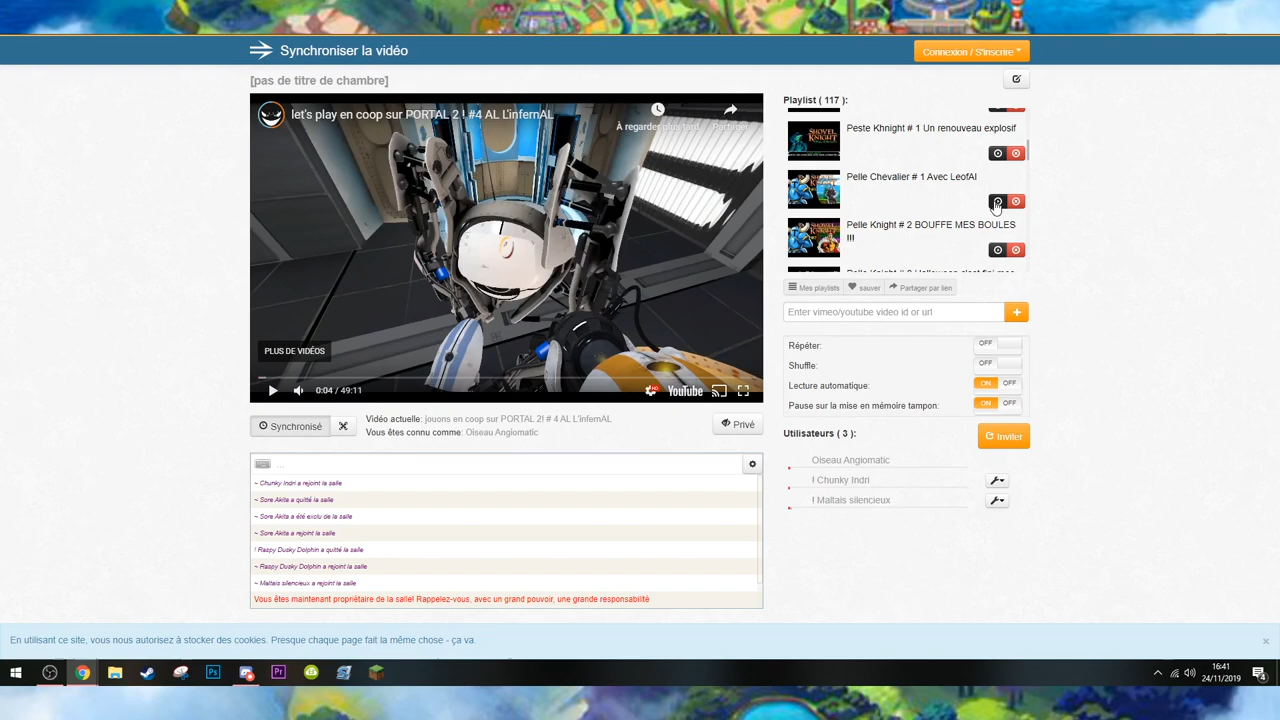 Synchroniser la vidéo
Connexion / S'inscrire
[pas de titre de chambre]
let's play en coop sur PORTAL 2 ! #4 AL L'infernAL
À regarder plus tard
Partager
PLUS DE VIDÉOS
0:04 / 49:11
HD
YouTube
Synchronisé
Vidéo actuelle: jouons en coop sur PORTAL 2! # 4 AL L'infernAL
Vous êtes connu comme: Oiseau Angiomatic
Privé
...
~ Chunky Indri a rejoint la salle
~ Sore Akita a quitté la salle
~ Sore Akita a été exclu de la salle
~ Sore Akita a rejoint la salle
! Raspy Dusky Dolphin a quitté la salle
~ Raspy Dusky Dolphin a rejoint la salle
~ Maltais silencieux a rejoint la salle
Vous êtes maintenant propriétaire de la salle! Rappelez-vous, avec un grand pouvoir, une grande responsabilité
Playlist ( 117 ):
SHOVEL KNIGHT
Peste Khnight # 1 Un renouveau explosif
Pelle Chevalier # 1 Avec LeofAl
Pelle Knight # 2 BOUFFE MES BOULES
!!!
Mes playlists
sauver
Partager par lien
Enter vimeo/youtube video id or url
Répéter:
OFF
Shuffle:
OFF
Lecture automatique:
ON OFF
Pause sur la mise en mémoire tampon:
ON OFF
Utilisateurs ( 3 ):
Inviter
Oiseau Angiomatic
! Chunky Indri
! Maltais silencieux
En utilisant ce site, vous nous autorisez à stocker des cookies. Presque chaque page fait la même chose - ça va.
×
Ps
Pr
16:41
24/11/2019
4